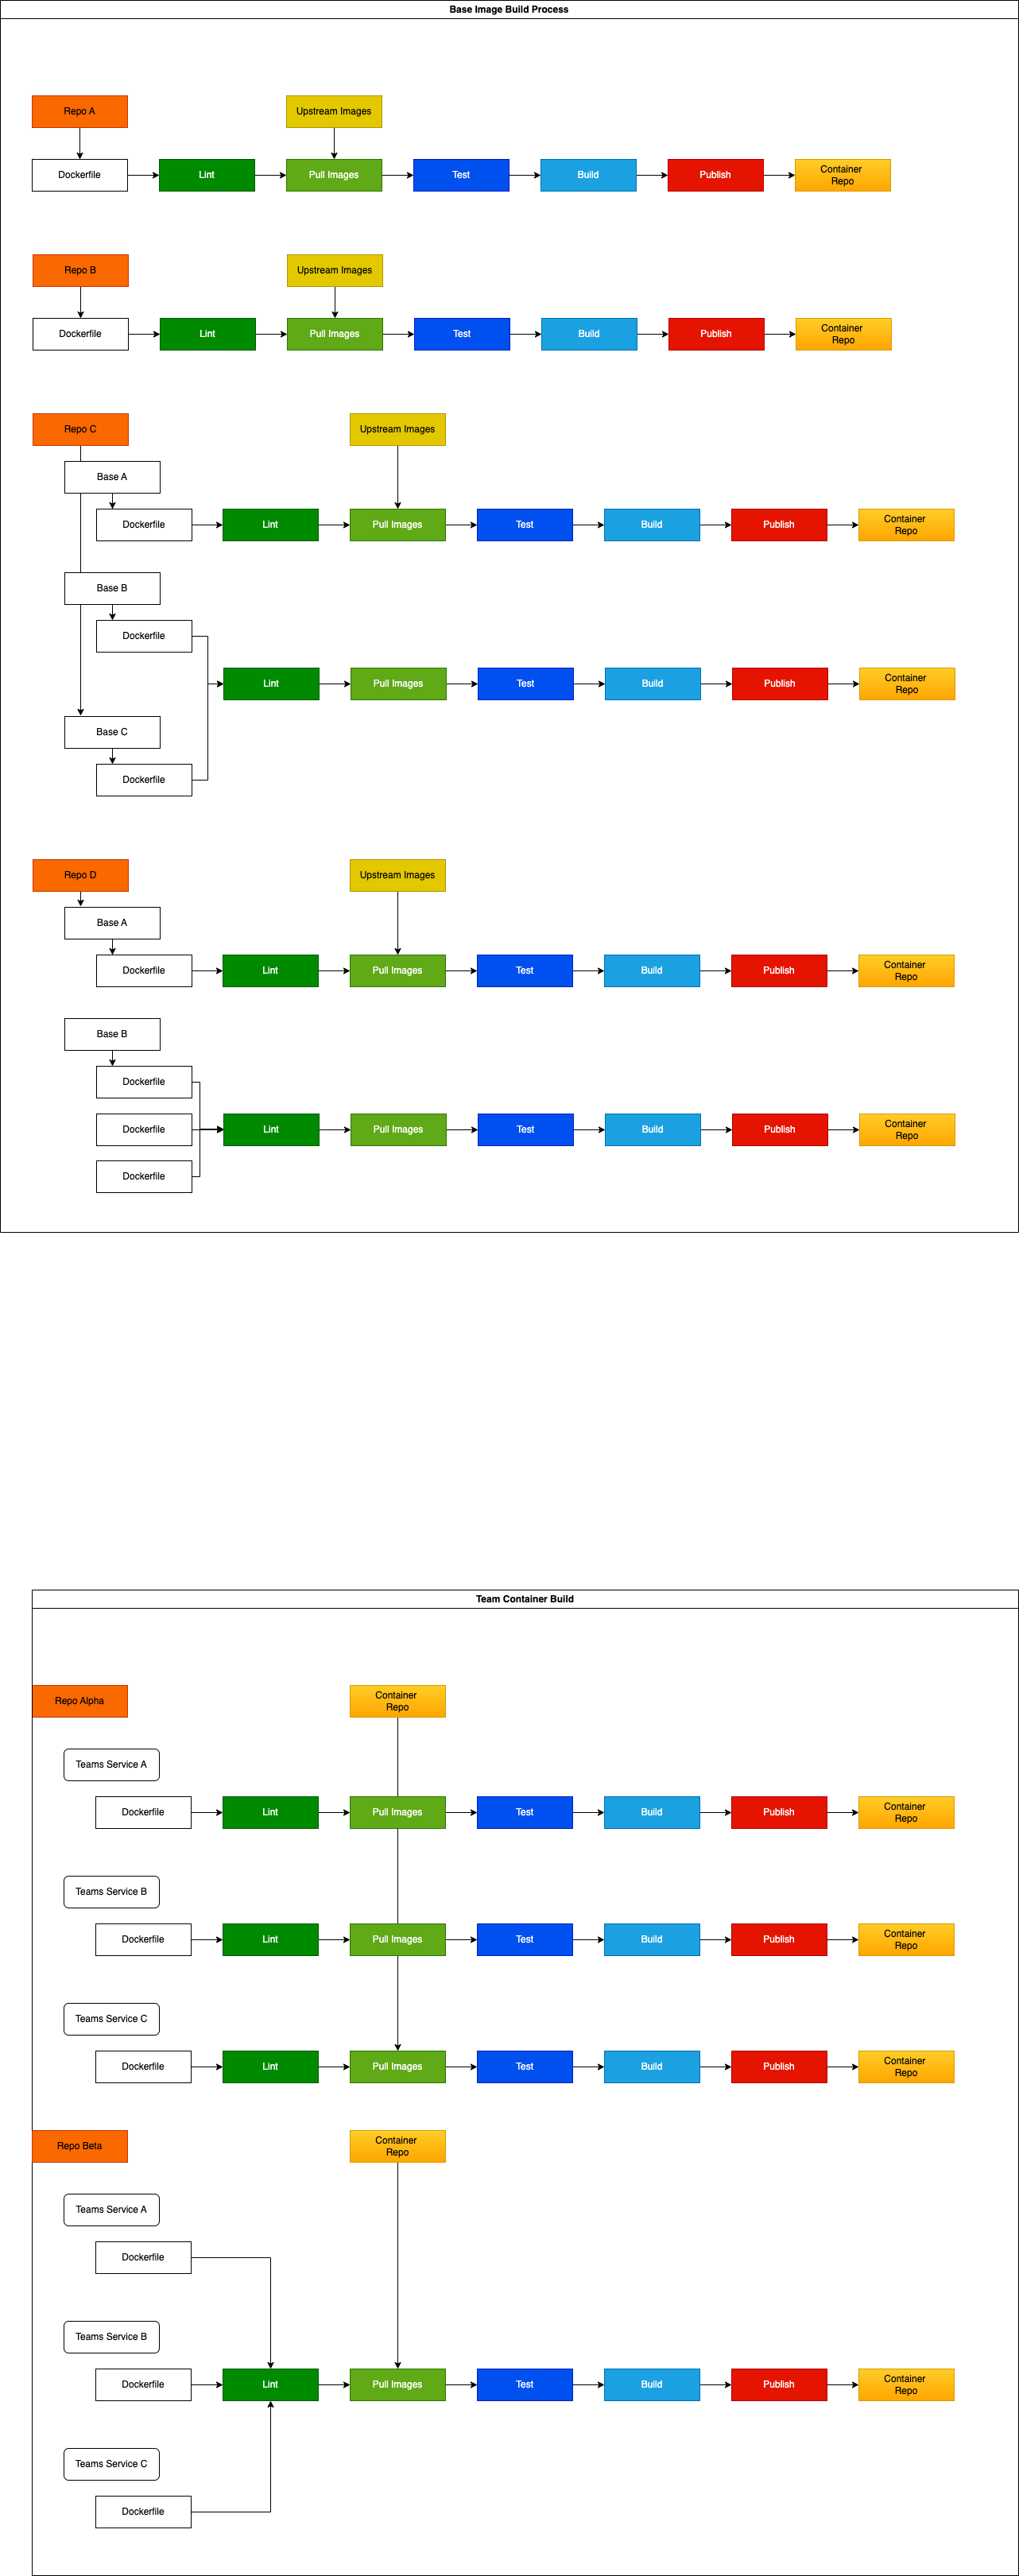 Base Image Build Process
Repo A
Upstream Images
Dockerfile
Lint
Pull Images
Test
Build
Publish
Container
Repo
Repo B
Upstream Images
Dockerfile
Lint
Pull Images
Test
Build
Publish
Container
Repo
Repo C
Upstream Images
Base A
Dockerfile
Lint
Pull Images
Test
Build
Publish
Container
Repo
Base B
Dockerfile
Lint
Pull Images
Test
Build
Publish
Container
Repo
Base C
Dockerfile
Repo D
Upstream Images
Base A
Dockerfile
Lint
Pull Images
Test
Build
Publish
Container
Repo
Base B
Dockerfile
Dockerfile
Lint
Pull Images
Test
Build
Publish
Container
Repo
Dockerfile
Team Container Build
Repo Alpha
Container
Repo
Teams Service A
Dockerfile
Lint
Pull Images
Test
Build
Publish
Container
Repo
Teams Service B
Dockerfile
Lint
Pull Images
Test
Build
Publish
Container
Repo
Teams Service C
Dockerfile
Lint
Pull Images
Test
Build
Publish
Container
Repo
Repo Beta
Container
Repo
Teams Service A
Dockerfile
Teams Service B
Dockerfile
Lint
Pull Images
Test
Build
Publish
Container
Repo
Teams Service C
Dockerfile